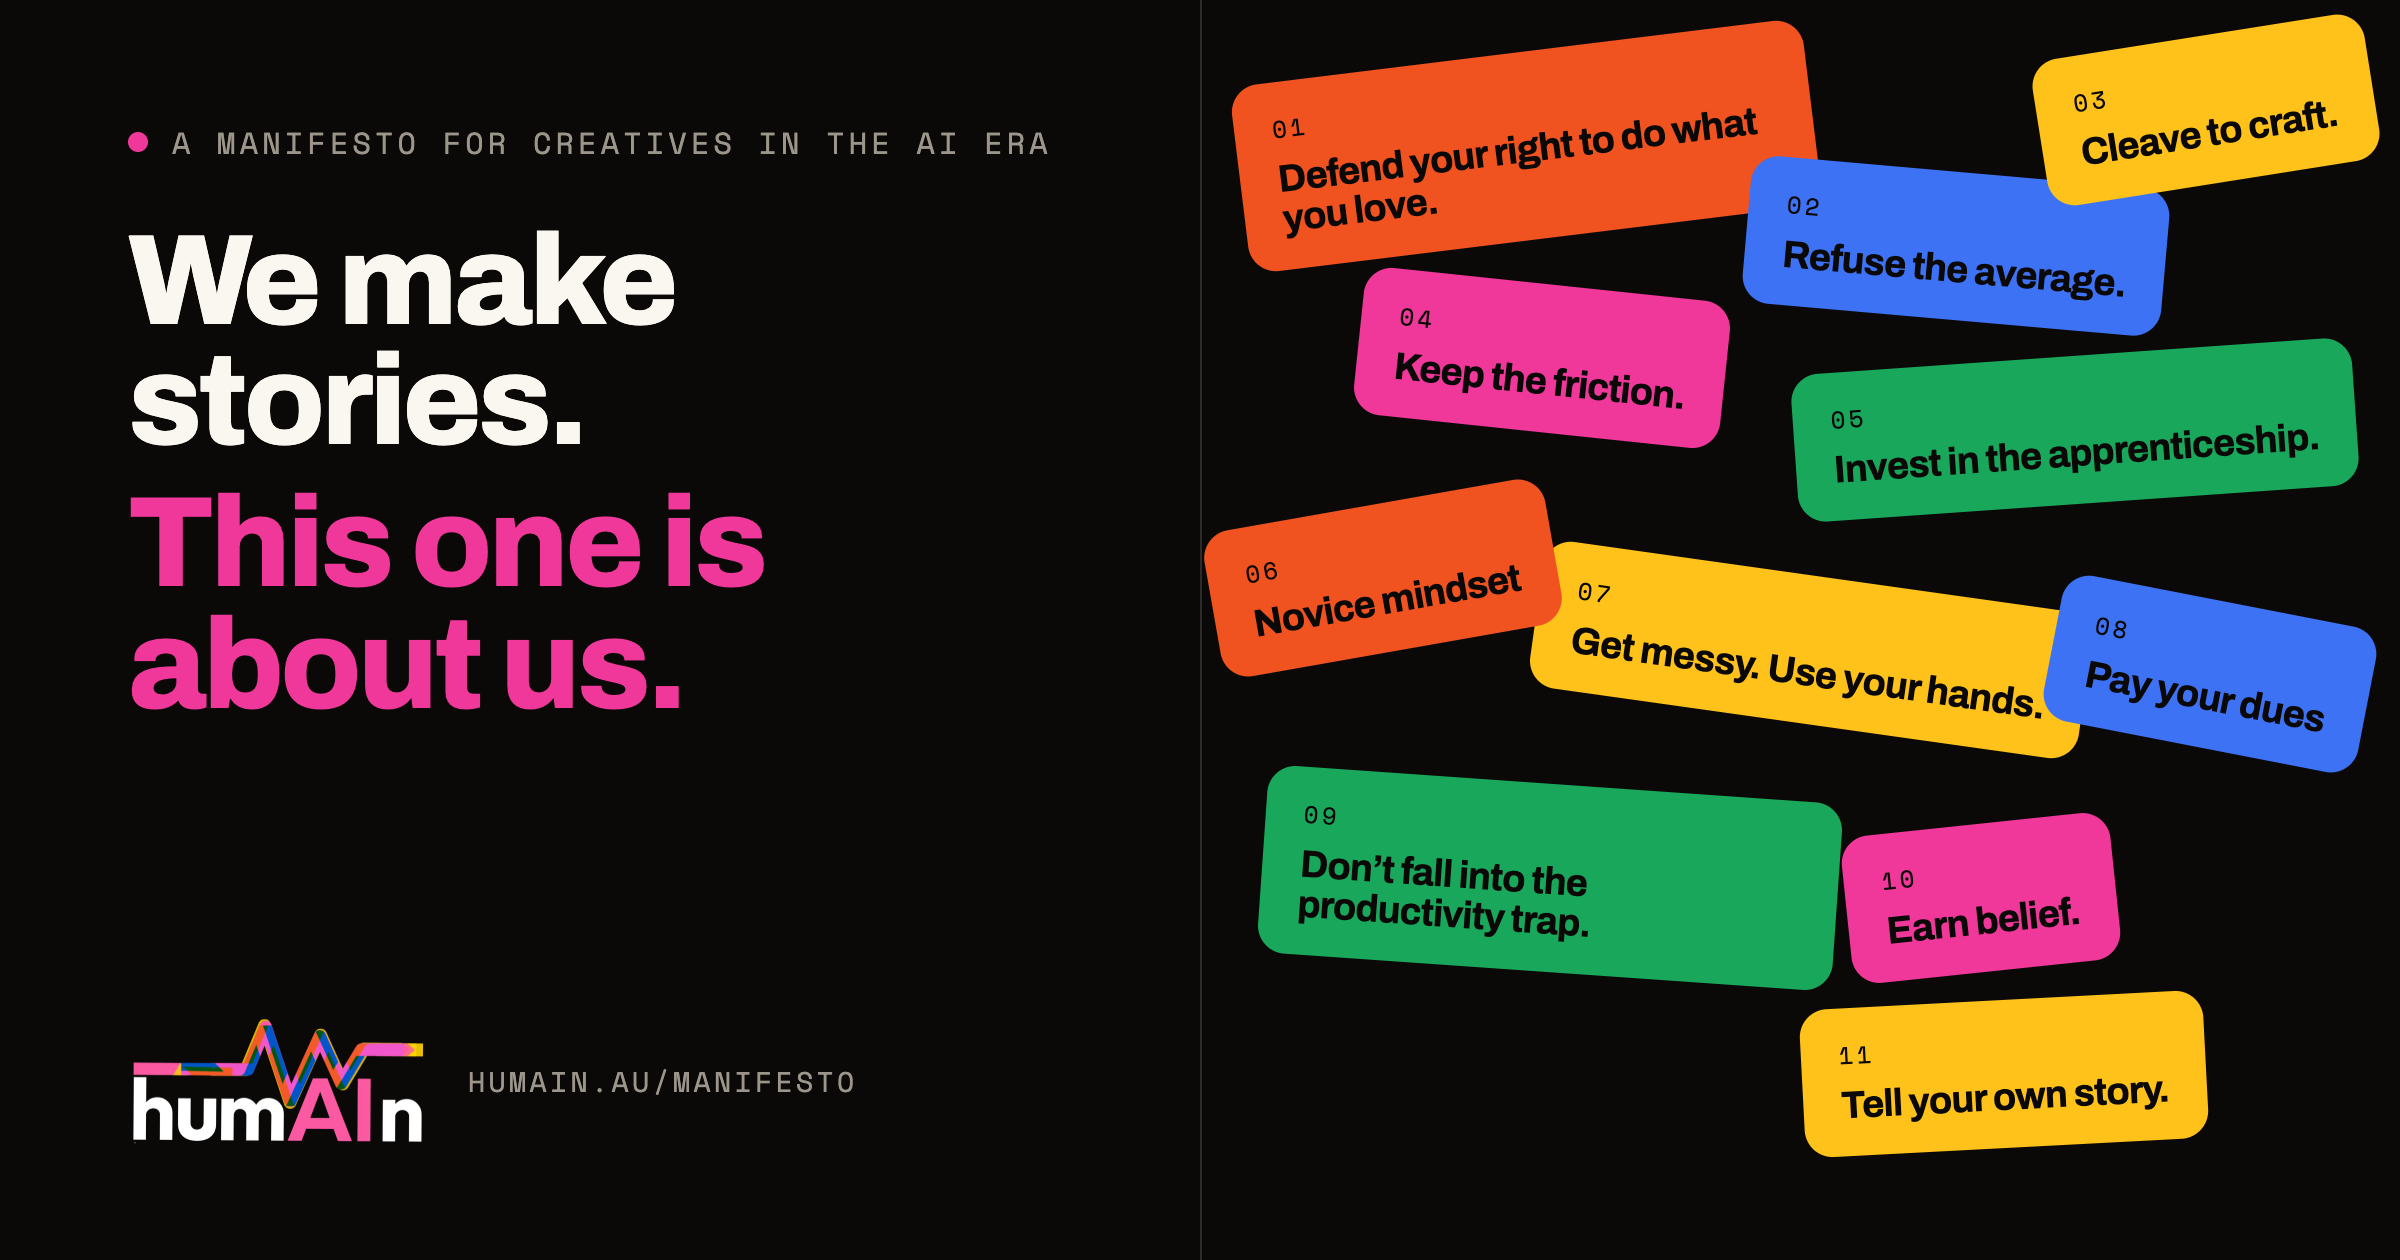 A MANIFESTO FOR CREATIVES IN THE AI ERA
We make
stories.
This one is
about us.
humAIn
HUMAIN.AU/MANIFESTO
01
Defend your right to do what
you love.
02
Refuse the average.
03
Cleave to craft.
04
Keep the friction.
05
Invest in the apprenticeship.
06
Novice mindset
07
Get messy. Use your hands.
08
Pay your dues
09
Don’t fall into the
productivity trap.
10
Earn belief.
11
Tell your own story.